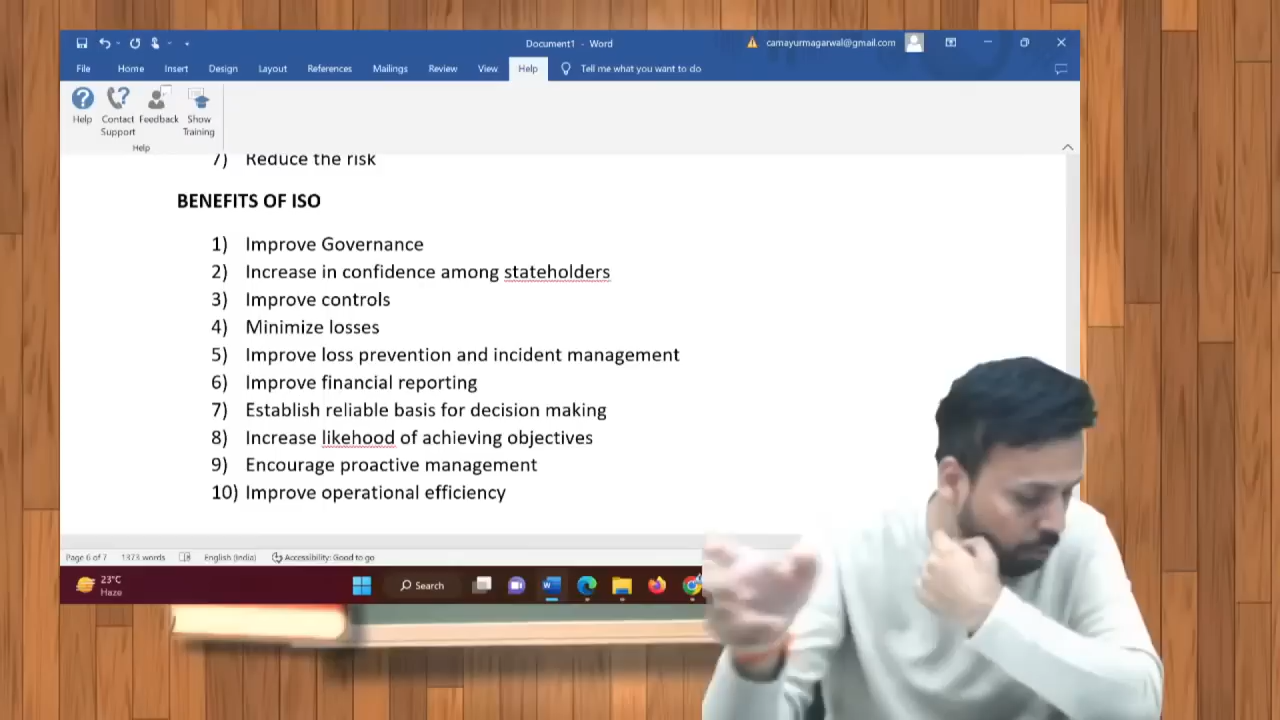 Document1 - Word
camayurmagarwal@gmail.com
File Home Insert Design Layout References Mailings Review View Help Tell me what you want to do
Help Contact Support Feedback Show Training
Help
7) Reduce the risk
BENEFITS OF ISO
1) Improve Governance
2) Increase in confidence among stateholders
3) Improve controls
4) Minimize losses
5) Improve loss prevention and incident management
6) Improve financial reporting
7) Establish reliable basis for decision making
8) Increase likehood of achieving objectives
9) Encourage proactive management
10) Improve operational efficiency
Page 6 of 7 1373 words English (India) Accessibility: Good to go
23°C
Haze
Search